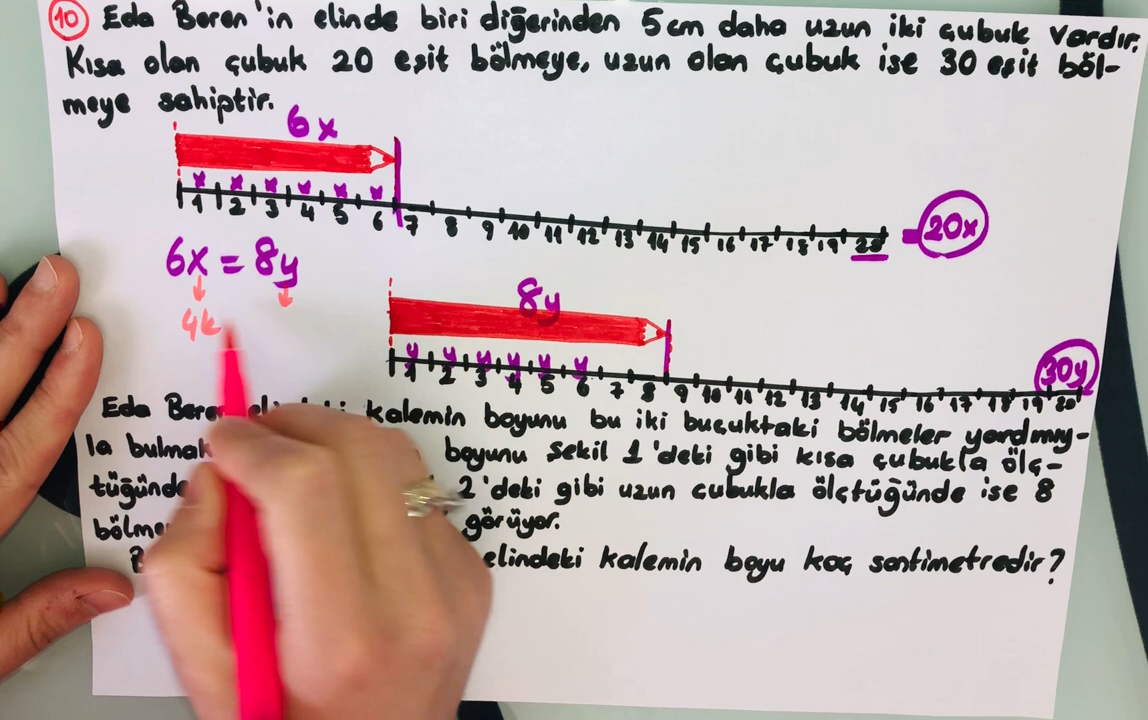 10 Eda Beren'in elinde biri diğerinden 5cm daha uzun iki çubuk vardır.
Kısa olan çubuk 20 eşit bölmeye, uzun olan çubuk ise 30 eşit böl-
meye sahiptir.
6x
x x x x x x
1 2 3 4 5 6 7 8 9 10 11 12 13 14 15 16 17 18 19 20
20x
6x = 8y
4k
8y
y y y y y y
1 2 3 4 5 6 7 8 9 10 11 12 13 14 15 16 17 18 19 20
30y
Eda Beren kalemin boyunu bu iki buçuktaki bölmeler yardmıy-
la bulmak boyunu Şekil 1'deki gibi kısa çubukla ölç-
tüğünde 2'deki gibi uzun cubukla ölçtüğünde ise 8
bölme görüyor.
elindeki kalemin boyu kaç santimetredir?